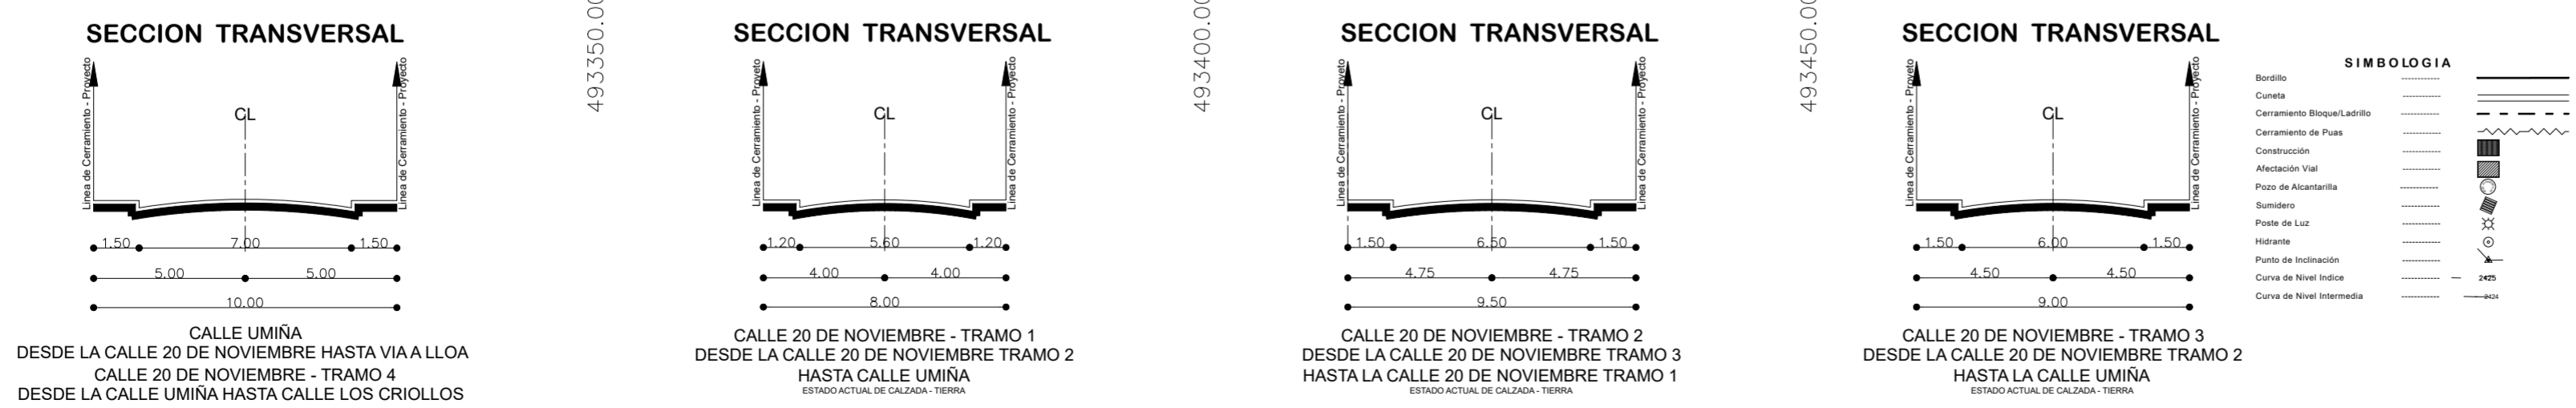 SECCION TRANSVERSAL
Linea de Cerramiento - Proyeto
Linea de Cerramiento - Proyecto
CL
1.50 7.00 1.50
5.00 5.00
10.00
CALLE UMIÑA
DESDE LA CALLE 20 DE NOVIEMBRE HASTA VIA A LLOA
CALLE 20 DE NOVIEMBRE - TRAMO 4
DESDE LA CALLE UMIÑA HASTA CALLE LOS CRIOLLOS
493350.00
SECCION TRANSVERSAL
Linea de Cerramiento - Proyeto
Linea de Cerramiento - Proyecto
CL
1.20 5.60 1.20
4.00 4.00
8.00
CALLE 20 DE NOVIEMBRE - TRAMO 1
DESDE LA CALLE 20 DE NOVIEMBRE TRAMO 2
HASTA CALLE UMIÑA
ESTADO ACTUAL DE CALZADA - TIERRA
493400.00
SECCION TRANSVERSAL
Linea de Cerramiento - Proyeto
Linea de Cerramiento - Proyecto
CL
1.50 6.50 1.50
4.75 4.75
9.50
CALLE 20 DE NOVIEMBRE - TRAMO 2
DESDE LA CALLE 20 DE NOVIEMBRE TRAMO 3
HASTA LA CALLE 20 DE NOVIEMBRE TRAMO 1
ESTADO ACTUAL DE CALZADA - TIERRA
493450.00
SECCION TRANSVERSAL
Linea de Cerramiento - Proyeto
Linea de Cerramiento - Proyecto
CL
1.50 6.00 1.50
4.50 4.50
9.00
CALLE 20 DE NOVIEMBRE - TRAMO 3
DESDE LA CALLE 20 DE NOVIEMBRE TRAMO 2
HASTA LA CALLE UMIÑA
ESTADO ACTUAL DE CALZADA - TIERRA
SIMBOLOGIA
Bordillo
Cuneta
Cerramiento Bloque/Ladrillo
Cerramiento de Puas
Construcción
Afectación Vial
Pozo de Alcantarilla
Sumidero
Poste de Luz
Hidrante
Punto de Inclinación
Curva de Nivel Indice 2425
Curva de Nivel Intermedia 2424